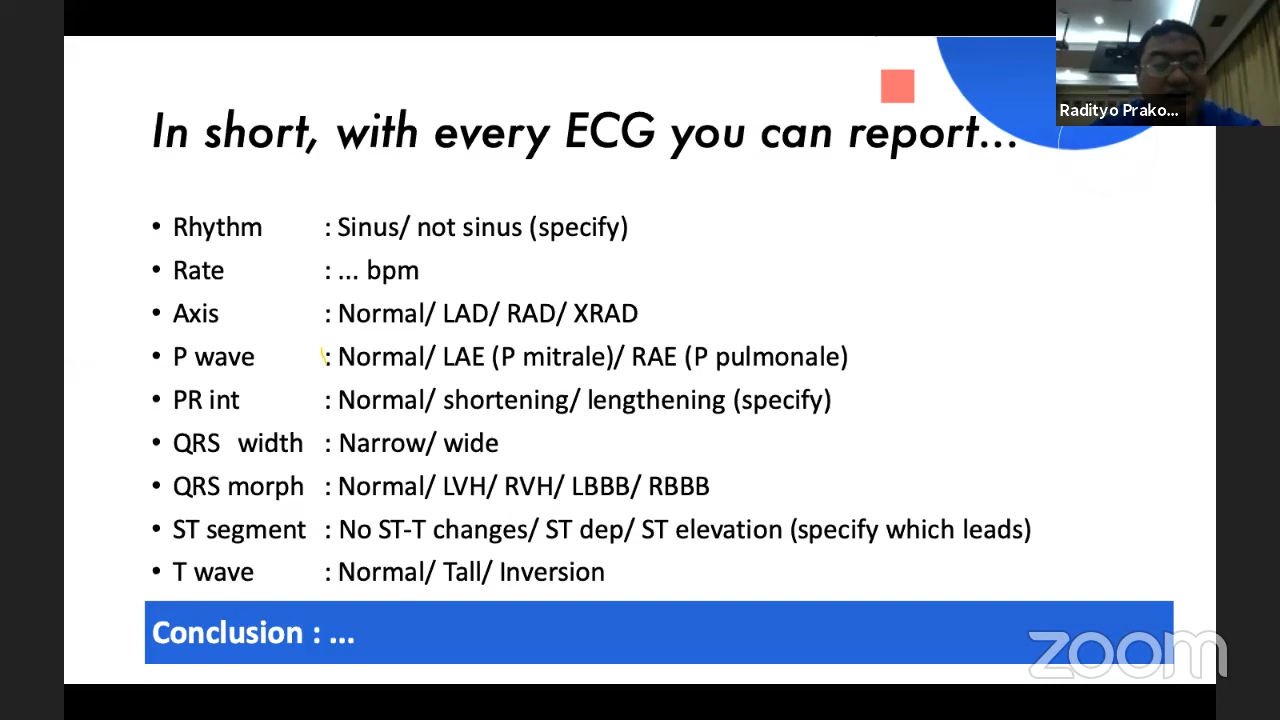 In short, with every ECG you can report...
Radityo Prako...
• Rhythm : Sinus/ not sinus (specify)
• Rate : ... bpm
• Axis : Normal/ LAD/ RAD/ XRAD
• P wave : Normal/ LAE (P mitrale)/ RAE (P pulmonale)
• PR int : Normal/ shortening/ lengthening (specify)
• QRS width : Narrow/ wide
• QRS morph : Normal/ LVH/ RVH/ LBBB/ RBBB
• ST segment : No ST-T changes/ ST dep/ ST elevation (specify which leads)
• T wave : Normal/ Tall/ Inversion
Conclusion : ...
zoom